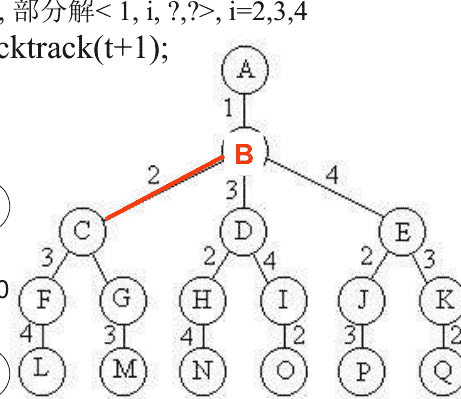 , 部分解< 1, i, ?,?>, i=2,3,4
cktrack(t+1);
A
1
B
2 3 4
C D E
3 2 4 2 3
F G H I J K
0
4 3 4 2 3 2
L M N O P Q